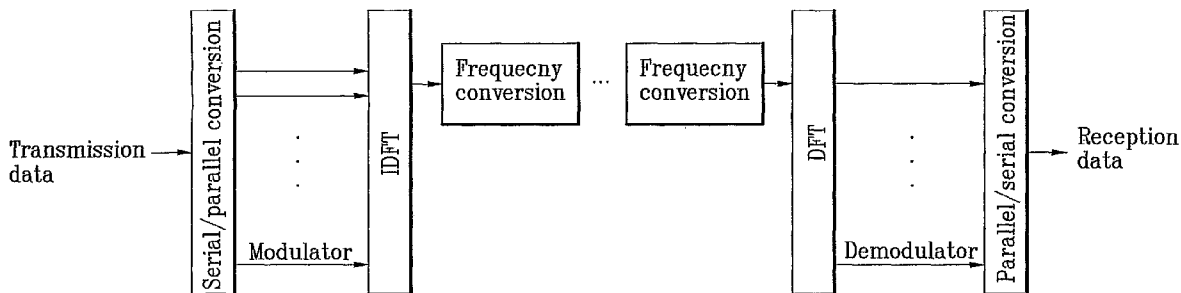 Transmission
data
Serial/parallel conversion
Modulator
IDFT
Frequecny
conversion
...
Frequecny
conversion
DFT
Demodulator
Parallel/serial conversion
Reception
data